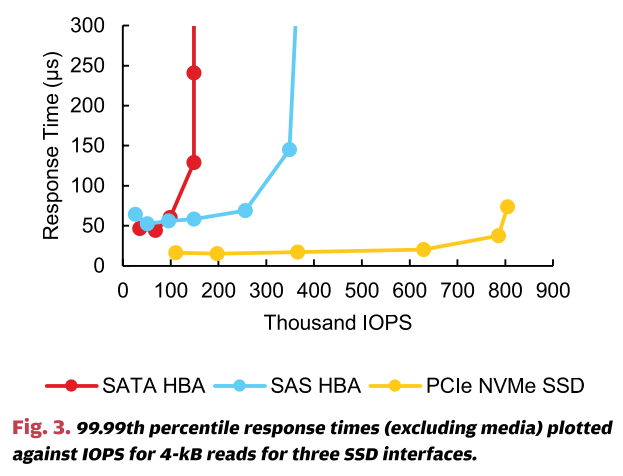 300
250
200
150
100
50
0
Response Time (μs)
0 100 200 300 400 500 600 700 800 900
Thousand IOPS
SATA HBA SAS HBA PCIe NVMe SSD
Fig. 3. 99.99th percentile response times (excluding media) plotted
against IOPS for 4-kB reads for three SSD interfaces.